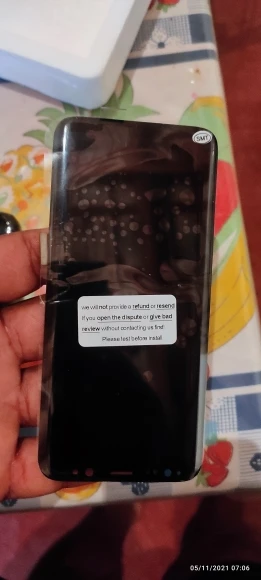 SMT
we will not provide a refund or resend
if you open the dispute or give bad
review without contacting us first!
Please test before install
05/11/2021 07:06